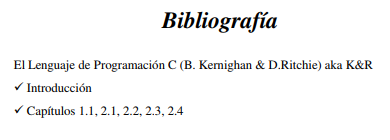 Bibliografía
El Lenguaje de Programación C (B. Kernighan & D.Ritchie) aka K&R
✓ Introducción
✓ Capítulos 1.1, 2.1, 2.2, 2.3, 2.4